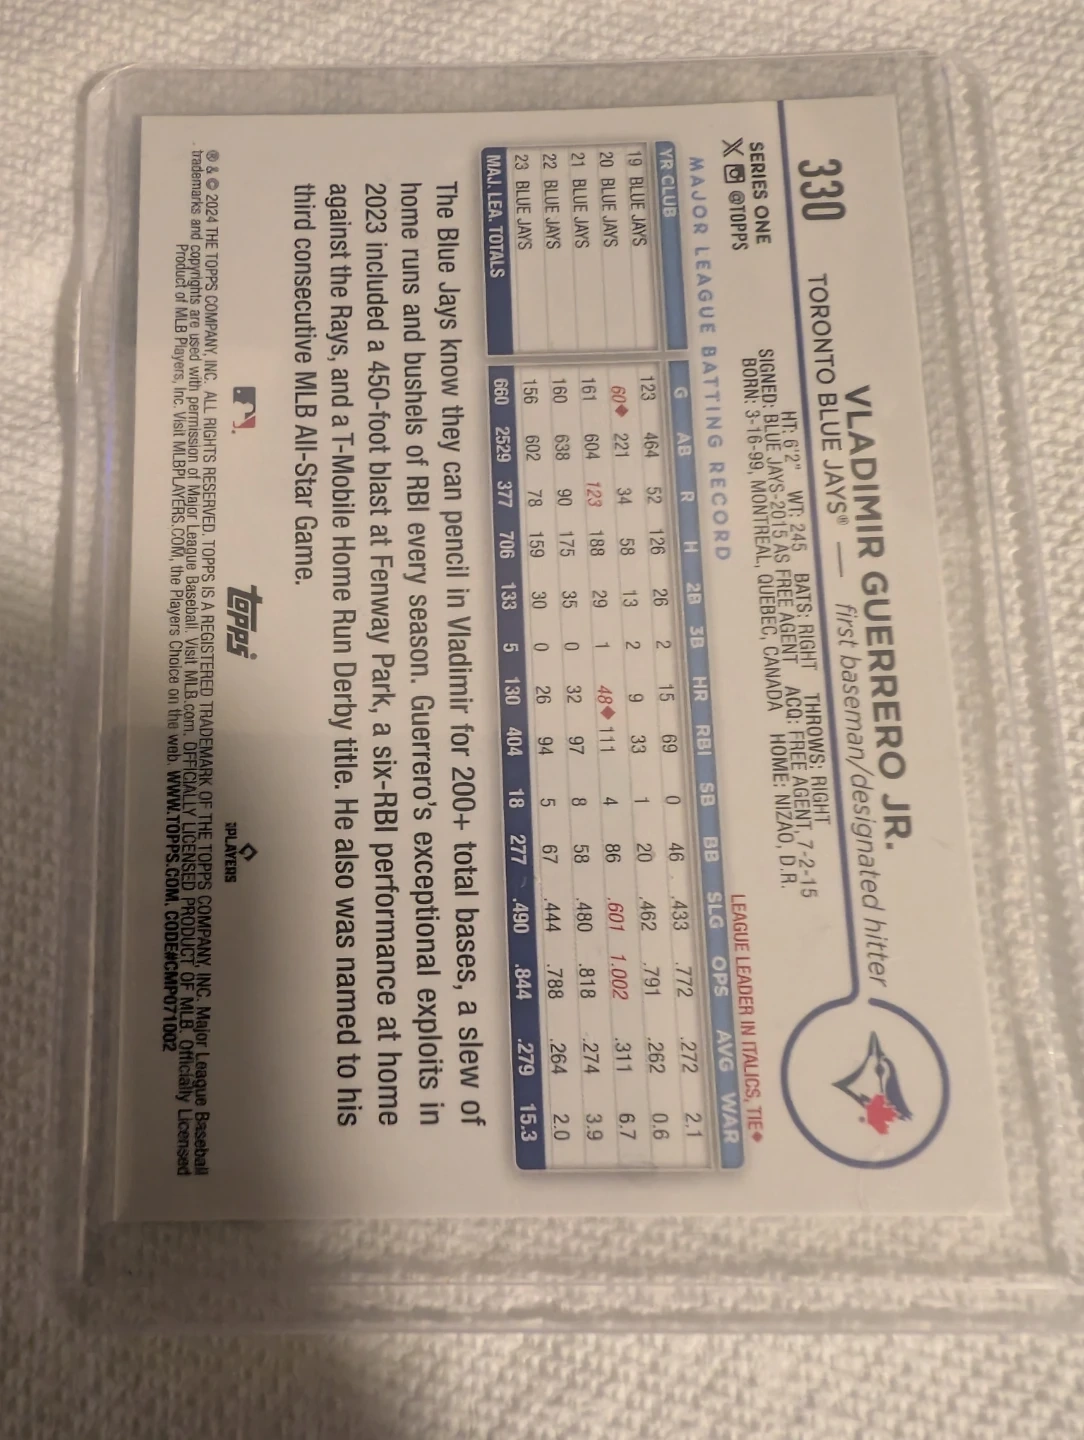 330
VLADIMIR GUERRERO JR.
TORONTO BLUE JAYS® — first baseman/designated hitter
SERIES ONE
@TOPPS
HT: 6'2" WT: 245 BATS: RIGHT THROWS: RIGHT
SIGNED: BLUE JAYS-2015 AS FREE AGENT ACQ: FREE AGENT, 7-2-15
BORN: 3-16-99, MONTREAL, QUEBEC, CANADA HOME: NIZAO, D.R.
MAJOR LEAGUE BATTING RECORD LEAGUE LEADER IN ITALICS, TIE◆
YR CLUB G AB R H 2B 3B HR RBI SB BB SLG OPS AVG WAR
19 BLUE JAYS 123 464 52 126 26 2 15 69 0 46 .433 .772 .272 2.1
20 BLUE JAYS 60◆ 221 34 58 13 2 9 33 1 20 .462 .791 .262 0.6
21 BLUE JAYS 161 604 123 188 29 1 48◆ 111 4 86 .601 1.002 .311 6.7
22 BLUE JAYS 160 638 90 175 35 0 32 97 8 58 .480 .818 .274 3.9
23 BLUE JAYS 156 602 78 159 30 0 26 94 5 67 .444 .788 .264 2.0
MAJ. LEA. TOTALS 660 2529 377 706 133 5 130 404 18 277 .490 .844 .279 15.3
The Blue Jays know they can pencil in Vladimir for 200+ total bases, a slew of
home runs and bushels of RBI every season. Guerrero's exceptional exploits in
2023 included a 450-foot blast at Fenway Park, a six-RBI performance at home
against the Rays, and a T-Mobile Home Run Derby title. He also was named to his
third consecutive MLB All-Star Game.
topps
PLAYERS
® & © 2024 THE TOPPS COMPANY, INC. ALL RIGHTS RESERVED. TOPPS IS A REGISTERED TRADEMARK OF THE TOPPS COMPANY, INC. Major League Baseball
trademarks and copyrights are used with permission of Major League Baseball. Visit MLB.com. OFFICIALLY LICENSED PRODUCT OF MLB. Officially Licensed
Product of MLB Players, Inc. Visit MLBPLAYERS.COM, the Players Choice on the web. WWW.TOPPS.COM. CODE#CMP071002